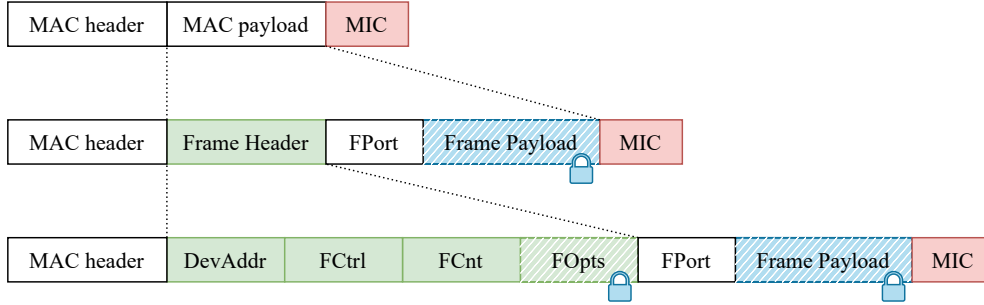 MAC header MAC payload MIC
MAC header Frame Header FPort Frame Payload MIC
MAC header DevAddr FCtrl FCnt FOpts FPort Frame Payload MIC